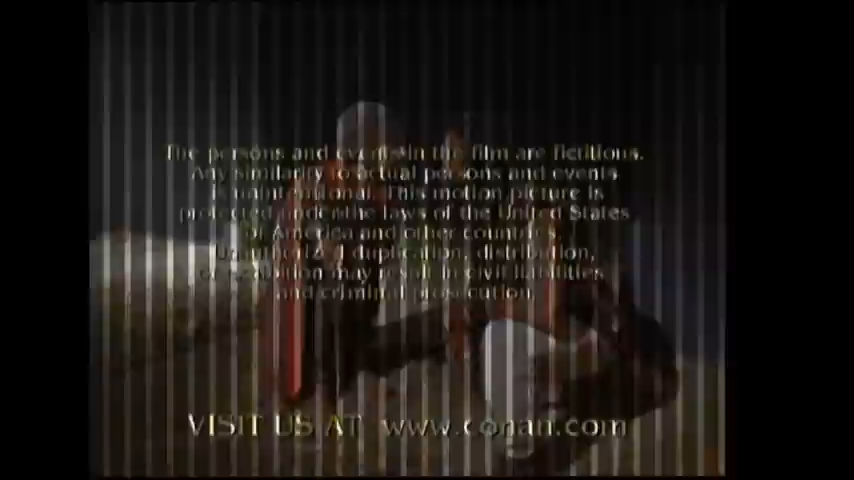 The persons and events in the film are fictitious.
Any similarity to actual persons and events
is unintentional. This motion picture is
protected under the laws of the United States
of America and other countries.
Unauthorized duplication, distribution,
or exhibition may result in civil liabilities
and criminal prosecution.
VISIT US AT www.conan.com